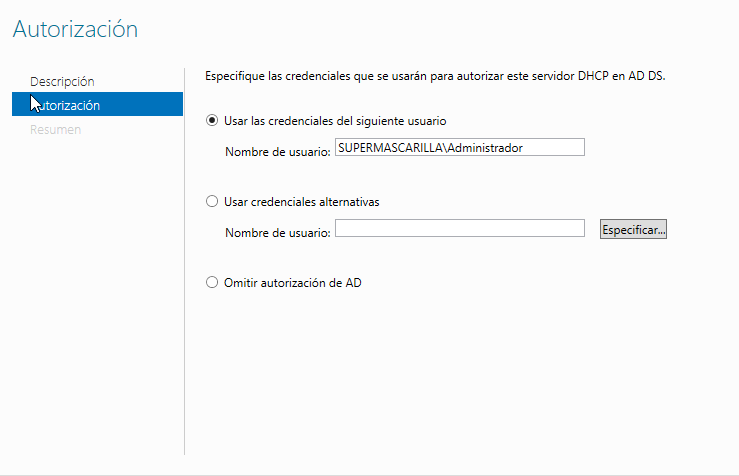 Autorización
Descripción
Autorización
Resumen
Especifique las credenciales que se usarán para autorizar este servidor DHCP en AD DS.
Usar las credenciales del siguiente usuario
Nombre de usuario: SUPERMASCARILLA\Administrador
Usar credenciales alternativas
Nombre de usuario: Especificar...
Omitir autorización de AD